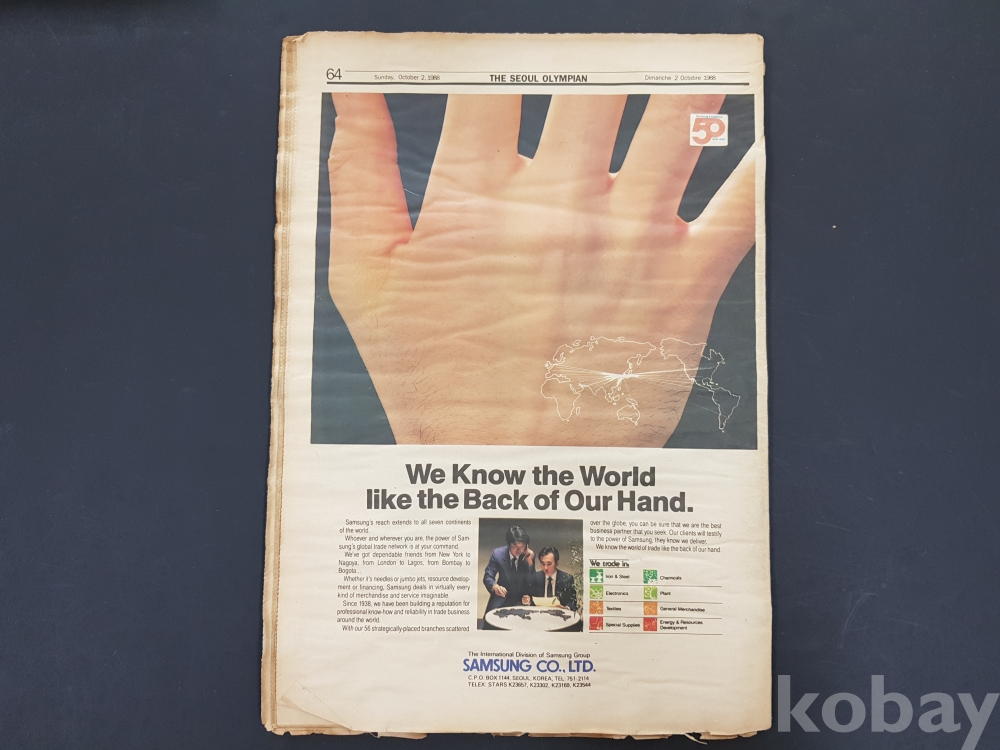 64 Sunday, October 2, 1988 THE SEOUL OLYMPIAN Dimanche 2 Octobre 1988
50
We Know the World
like the Back of Our Hand.
Samsung's reach extends to all seven continents
of the world.
Whoever and wherever you are, the power of Sam-
sung's global trade network is at your command.
We've got dependable friends from New York to
Nagoya, from London to Lagos, from Bombay to
Bogota...
Whether it's needles or jumbo jets, resource develop-
ment or financing, Samsung deals in virtually every
kind of merchandise and service imaginable.
Since 1938, we have been building a reputation for
professional know-how and reliability in trade business
around the world.
With our 56 strategically-placed branches scattered
over the globe, you can be sure that we are the best
business partner that you seek. Our clients will testify
to the power of Samsung, they know we deliver.
We know the world of trade like the back of our hand.
We trade in
Iron & Steel Chemicals
Electronics Plant
Textiles General Merchandise
Special Supplies Energy & Resources
Development
The International Division of Samsung Group
SAMSUNG CO., LTD.
C.P.O. BOX 1144, SEOUL, KOREA, TEL: 751-2114
TELEX: STARS K23657, K23302, K23169, K23544
kobay